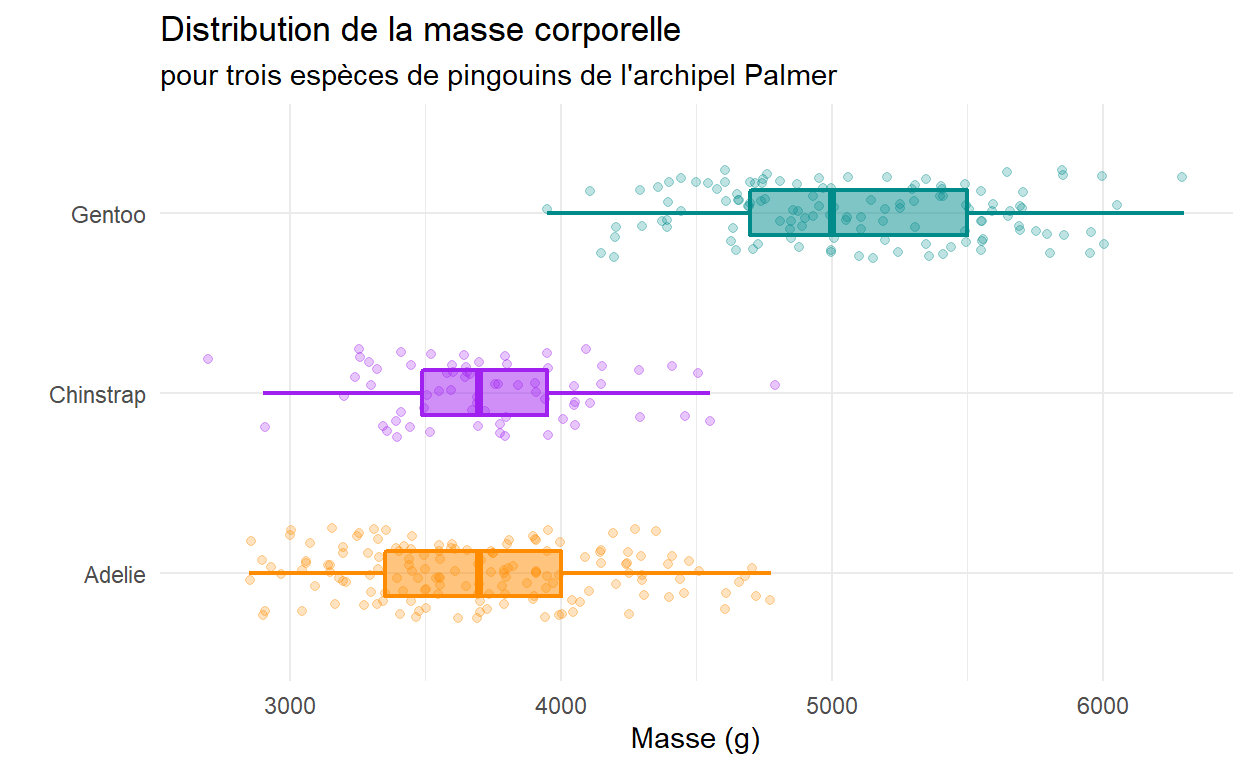 Distribution de la masse corporelle
pour trois espèces de pingouins de l'archipel Palmer
Gentoo
Chinstrap
Adelie
3000 4000 5000 6000
Masse (g)